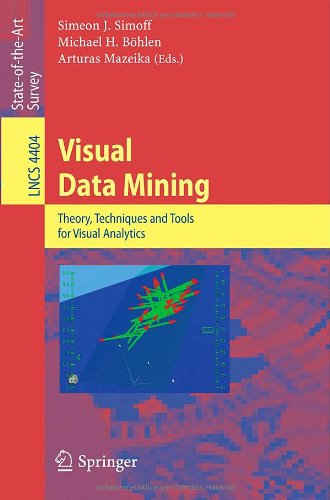 Simeon J. Simoff
Michael H. Böhlen
Arturas Mazeika (Eds.)
State-of-the-Art
Survey
LNCS 4404
Visual
Data Mining
Theory, Techniques and Tools
for Visual Analytics
Springer